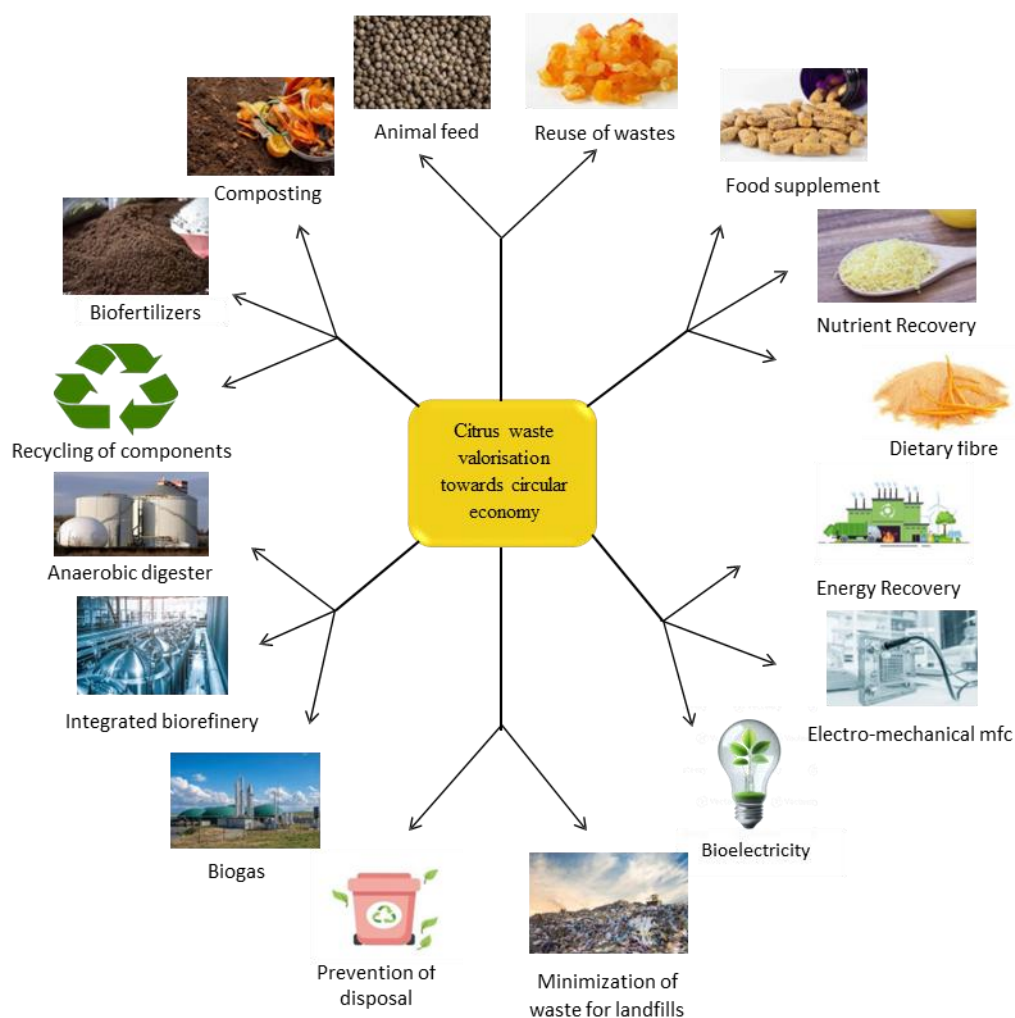 Animal feed
Reuse of wastes
Composting
Food supplement
Biofertilizers
Nutrient Recovery
Recycling of components
Citrus waste
valorisation
towards circular
economy
Dietary fibre
Anaerobic digester
Energy Recovery
Integrated biorefinery
Electro-mechanical mfc
Biogas
Bioelectricity
Prevention of
disposal
Minimization of
waste for landfills